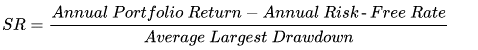 SR = Annual Portfolio Return − Annual Risk - Free Rate
Average Largest Drawdown